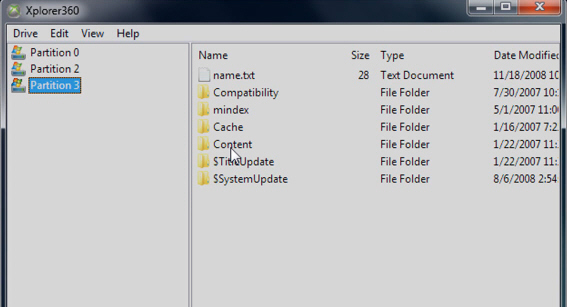 Xplorer360
Drive Edit View Help
Partition 0
Partition 2
Partition 3
Name Size Type Date Modified
name.txt 28 Text Document 11/18/2008 10:
Compatibility File Folder 7/30/2007 10:
mindex File Folder 5/1/2007 11:0
Cache File Folder 1/16/2007 7:2
Content File Folder 1/22/2007 11:
$TitleUpdate File Folder 1/22/2007 11:
$SystemUpdate File Folder 8/6/2008 2:54